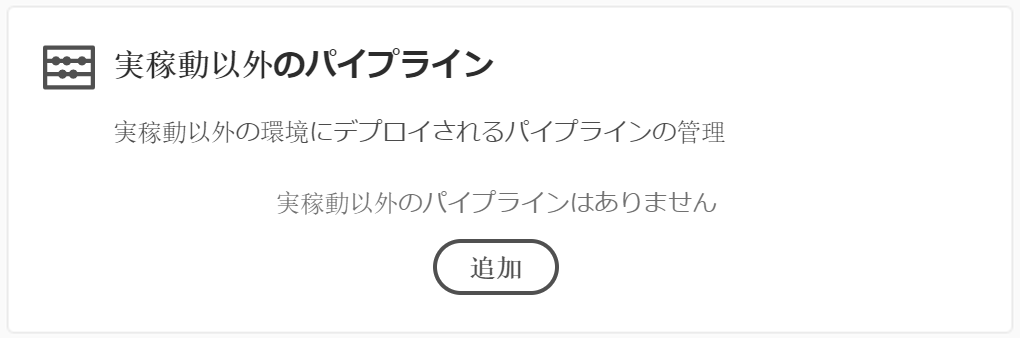 実稼動以外のパイプライン
実稼動以外の環境にデプロイされるパイプラインの管理
実稼動以外のパイプラインはありません
追加